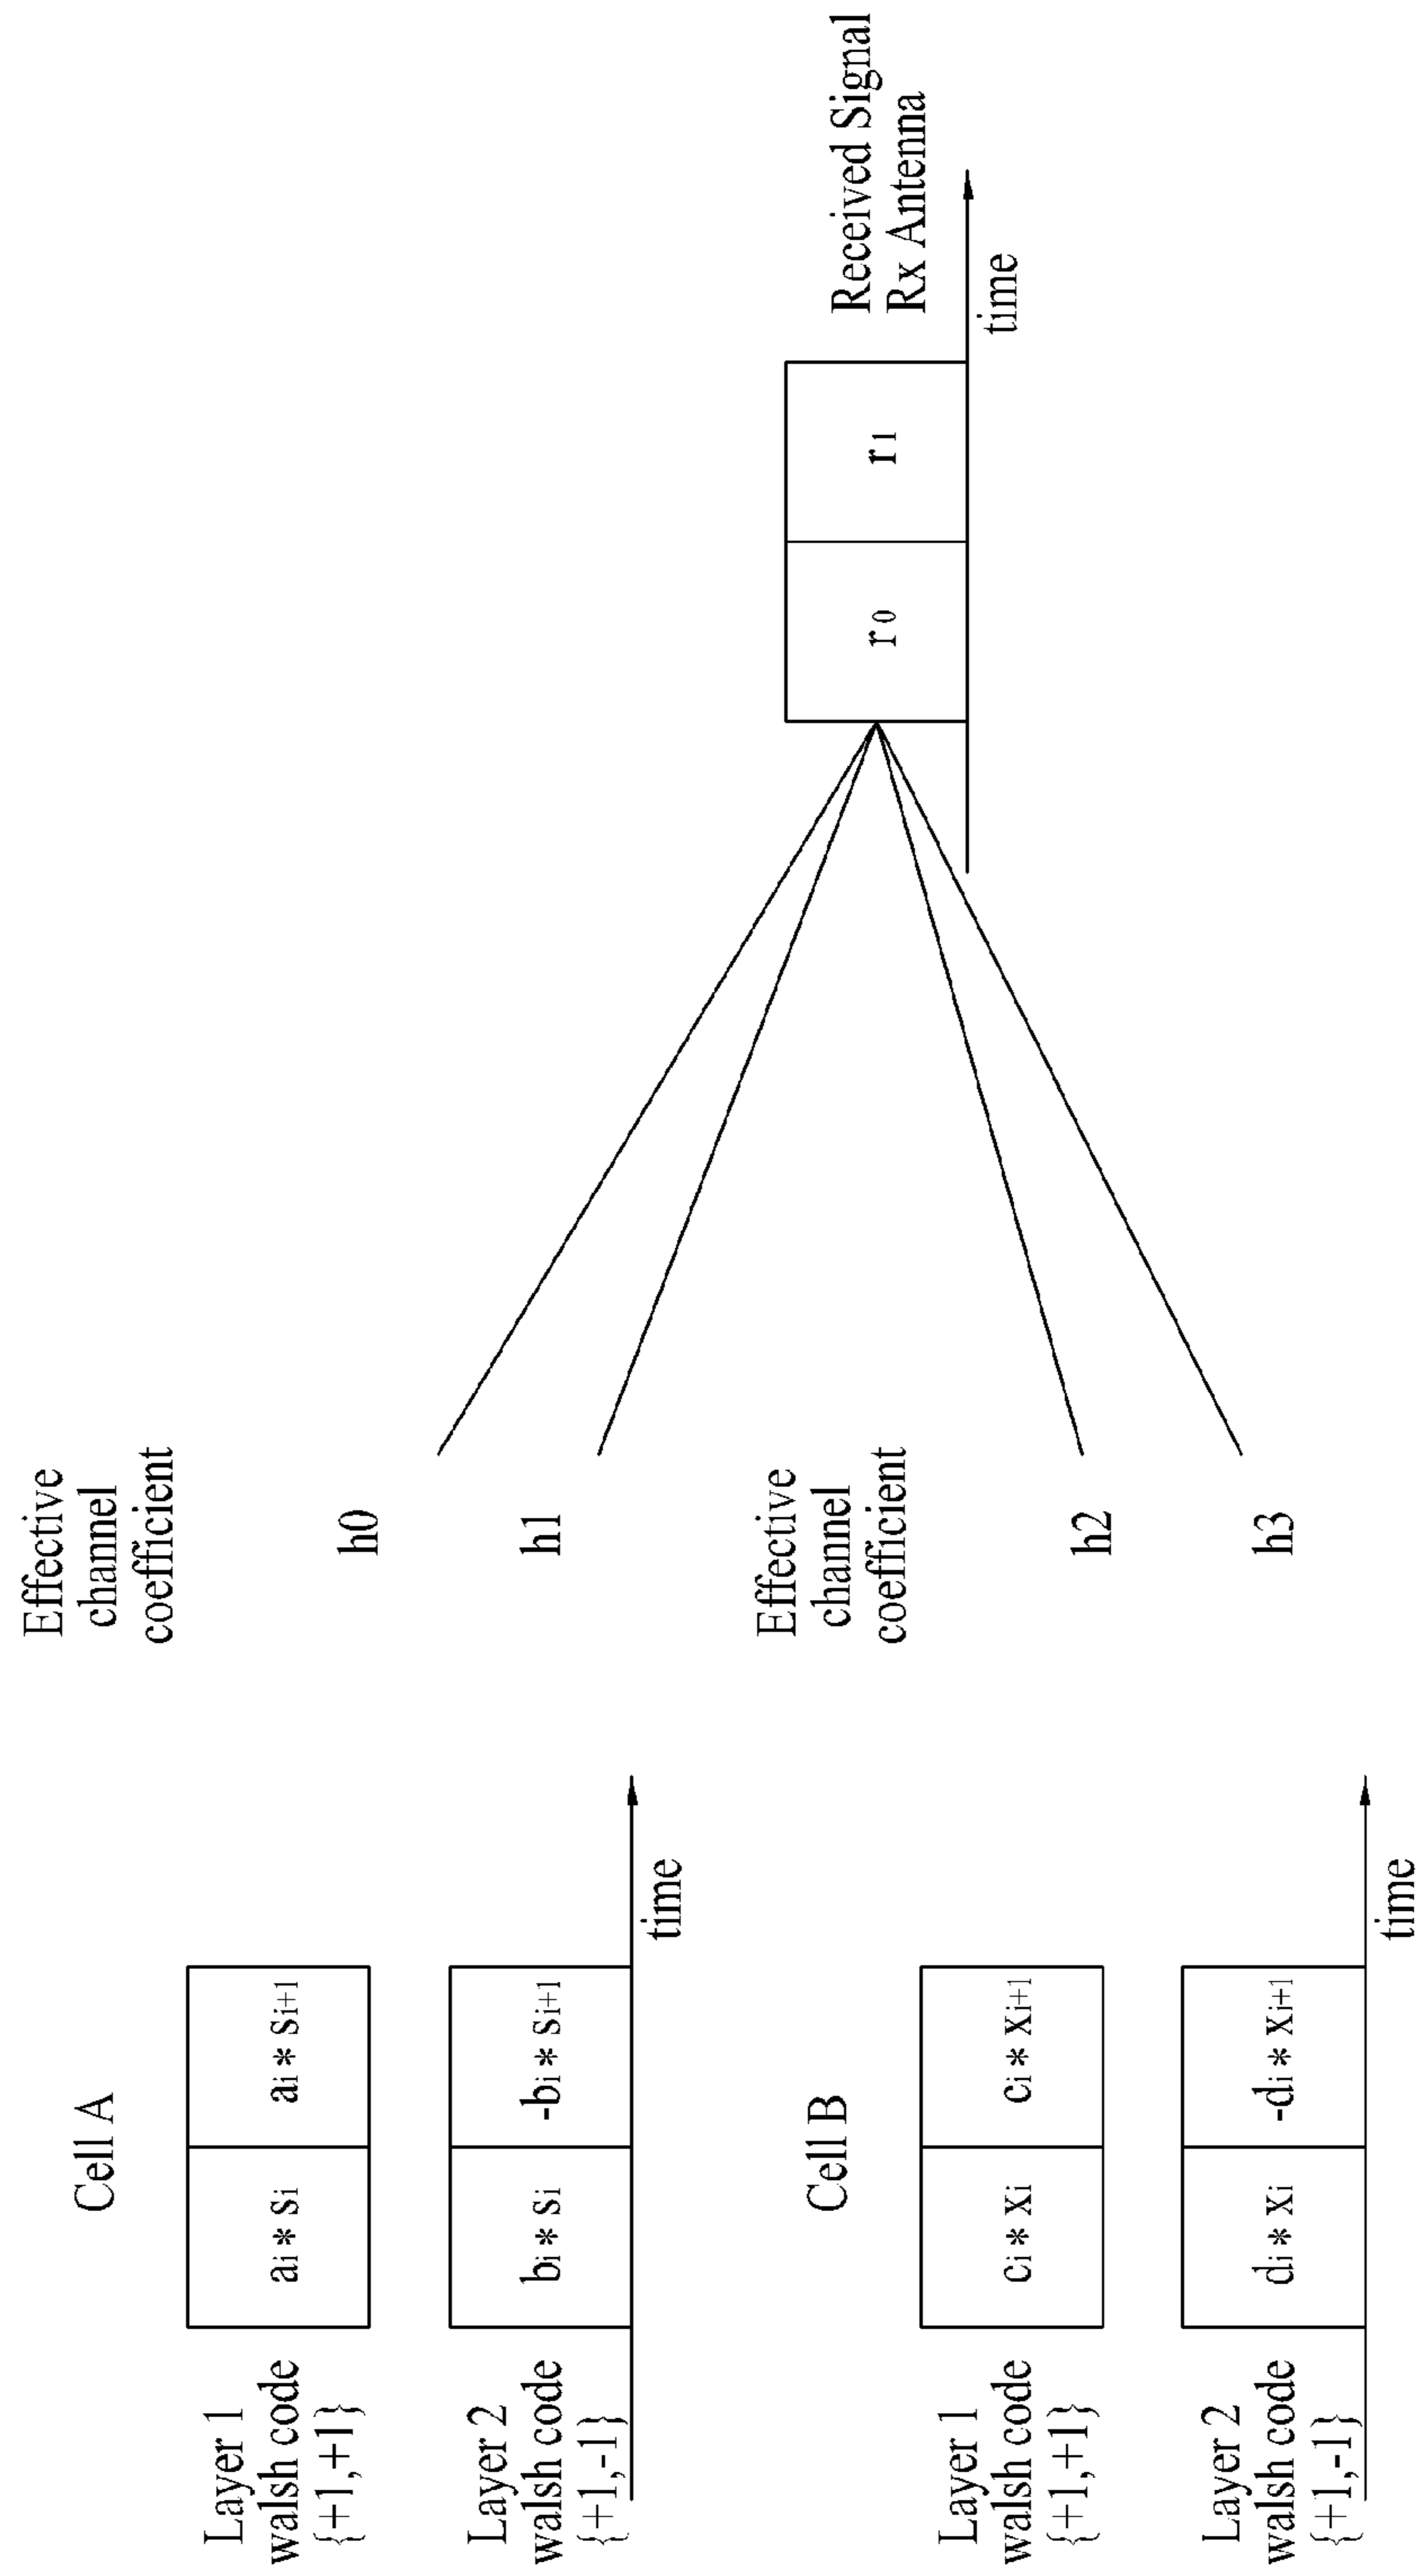 Cell A
Layer 1
walsh code
{+1,+1}
ai * si
ai * si+1
Layer 2
walsh code
{+1,-1}
bi * si
-bi * si+1
time
Effective
channel
coefficient
h0
h1
Cell B
Layer 1
walsh code
{+1,+1}
ci * xi
ci * xi+1
Layer 2
walsh code
{+1,-1}
di * xi
-di * xi+1
time
Effective
channel
coefficient
h2
h3
r0
r1
Received Signal
Rx Antenna
time